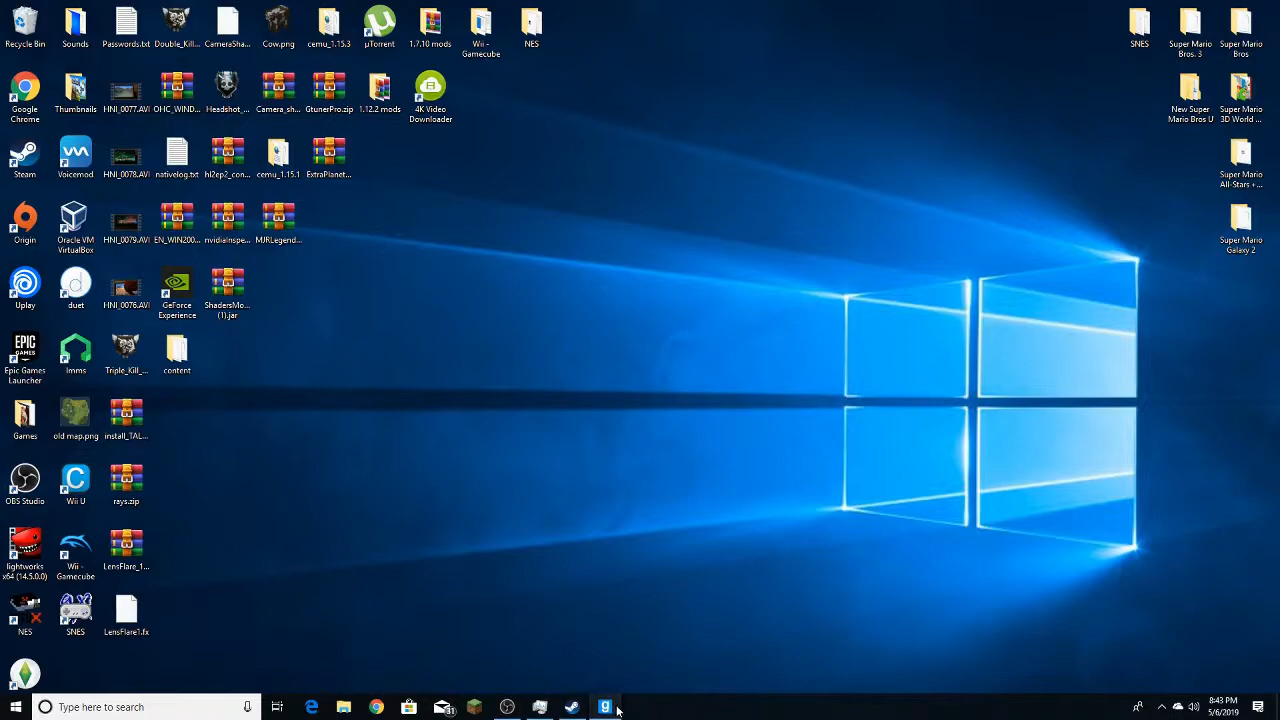 Recycle Bin
Sounds
Passwords.txt
Double_Kill...
CameraSha...
Cow.png
cemu_1.15.3
µTorrent
1.7.10 mods
Wii -
Gamecube
NES
SNES
Super Mario
Bros. 3
Super Mario
Bros
Google
Chrome
Thumbnails
HNI_0077.AVI
OHC_WIND...
Headshot_...
Camera_sh...
GtunerPro.zip
1.12.2 mods
4K Video
Downloader
New Super
Mario Bros U
Super Mario
3D World ...
Steam
Voicemod
HNI_0078.AVI
nativelog.txt
hl2ep2_con...
cemu_1.15.1
ExtraPlanet...
Super Mario
All-Stars +...
Origin
Oracle VM
VirtualBox
HNI_0079.AVI
EN_WIN200...
nvidiaInspe...
MJRLegend...
Super Mario
Galaxy 2
Uplay
duet
HNI_0076.AVI
GeForce
Experience
ShadersMo...
(1).jar
EPIC
GAMES
Epic Games
Launcher
lmms
Triple_Kill_...
content
Games
old map.png
install_TAL...
OBS Studio
Wii U
rays.zip
lightworks
x64 (14.5.0.0)
Wii -
Gamecube
LensFlare_1...
NES
SNES
LensFlare1.fx
Type here to search
g
8:43 PM
5/6/2019